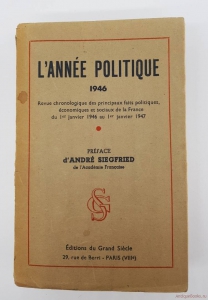 L'ANNÉE POLITIQUE
1946
Revue chronologique des principaux faits politiques,
économiques et sociaux de la France
du 1er janvier 1946 au 1er janvier 1947
PRÉFACE
d'ANDRÉ SIEGFRIED
de l'Académie Française
Éditions du Grand Siècle
29, rue de Berri - PARIS (VIIIe)